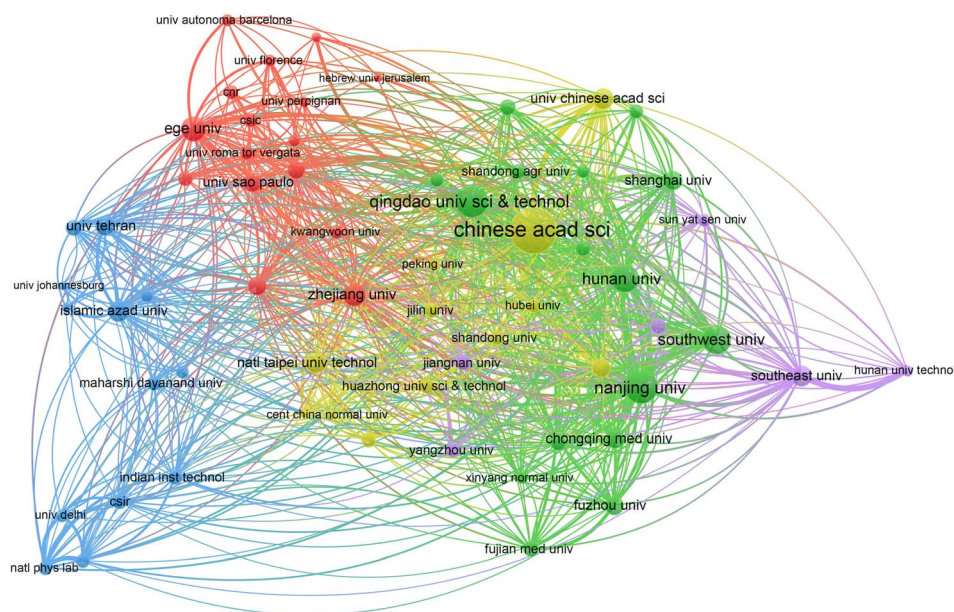 univ autonoma barcelona
univ florence
hebrew univ jerusalem
cnr
univ perpignan
univ chinese acad sci
csic
ege univ
univ roma tor vergata
shandong agr univ
univ sao paulo
shanghai univ
qingdao univ sci & technol
sun yat sen univ
univ tehran
kwangwoon univ
chinese acad sci
peking univ
hunan univ
univ johannesburg
zhejiang univ
islamic azad univ
jilin univ
hubei univ
shandong univ
southwest univ
natl taipei univ technol
jiangnan univ
hunan univ techno
southeast univ
maharshi dayanand univ
huazhong univ sci & technol
nanjing univ
cent china normal univ
chongqing med univ
yangzhou univ
indian inst technol
xinyang normal univ
csir
fuzhou univ
univ delhi
fujian med univ
natl phys lab